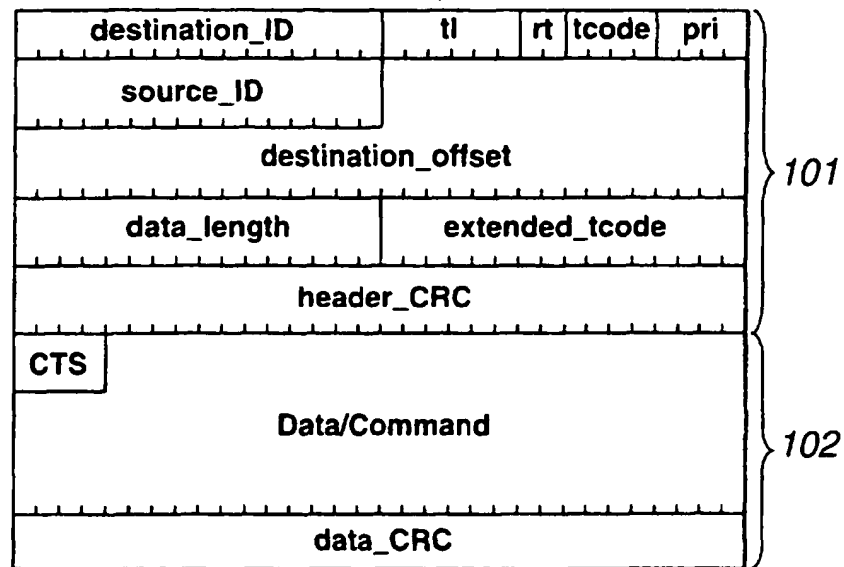 destination_ID tl rt tcode pri
source_ID
destination_offset
101
data_length extended_tcode
header_CRC
CTS
Data/Command
102
data_CRC